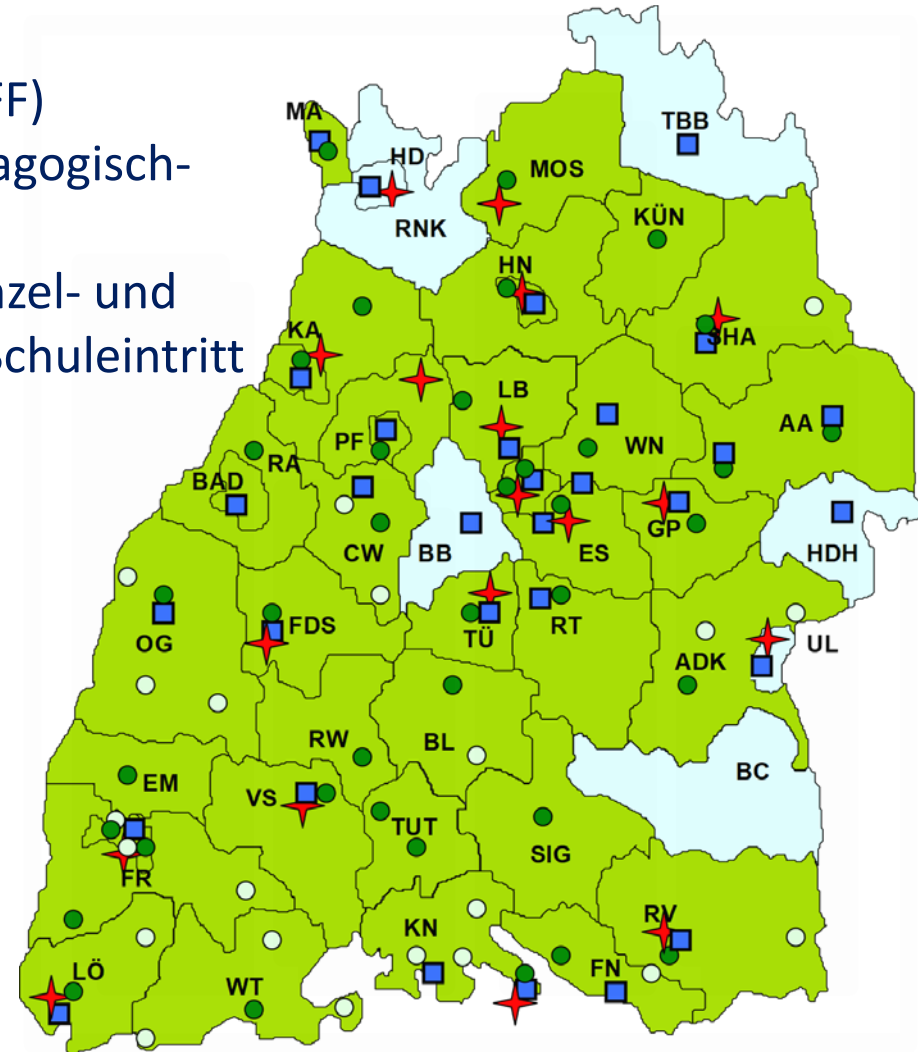 FF)
agogisch-
nzel- und
Schuleintritt
MA
TBB
HD
MOS
RNK
KÜN
HN
SHA
KA
LB
PF
WN
AA
RA
BAD
GP
CW
BB
ES
HDH
FDS
TÜ
RT
OG
UL
ADK
RW
BL
BC
EM
VS
TUT
SIG
FR
RV
KN
LÖ
WT
FN